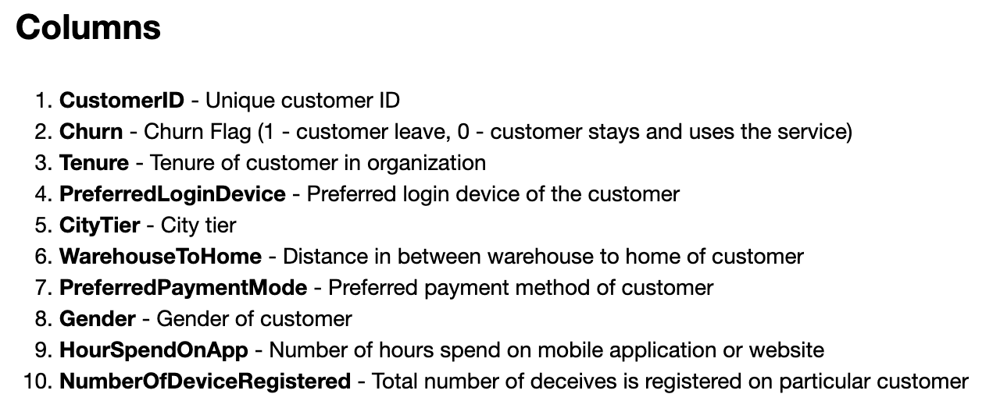 Columns
1. CustomerID - Unique customer ID
2. Churn - Churn Flag (1 - customer leave, 0 - customer stays and uses the service)
3. Tenure - Tenure of customer in organization
4. PreferredLoginDevice - Preferred login device of the customer
5. CityTier - City tier
6. WarehouseToHome - Distance in between warehouse to home of customer
7. PreferredPaymentMode - Preferred payment method of customer
8. Gender - Gender of customer
9. HourSpendOnApp - Number of hours spend on mobile application or website
10. NumberOfDeviceRegistered - Total number of deceives is registered on particular customer